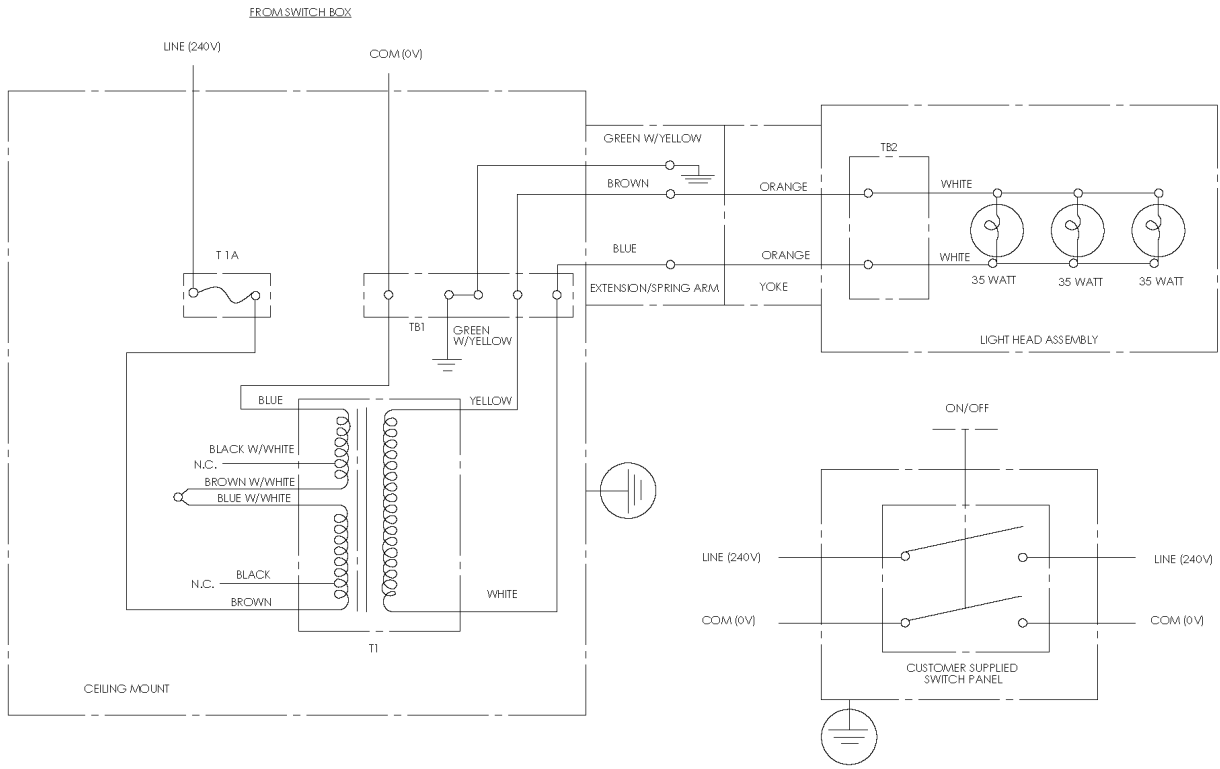 FROM SWITCH BOX
LINE (240V)
COM (0V)
GREEN W/YELLOW
BROWN
ORANGE
TB2
WHITE
BLUE
ORANGE
WHITE
T 1A
35 WATT
35 WATT
35 WATT
EXTENSION/SPRING ARM
YOKE
TB1
GREEN
W/YELLOW
LIGHT HEAD ASSEMBLY
BLUE
YELLOW
ON/OFF
BLACK W/WHITE
N.C.
BROWN W/WHITE
BLUE W/WHITE
LINE (240V)
LINE (240V)
BLACK
N.C.
BROWN
WHITE
COM (0V)
COM (0V)
T1
CUSTOMER SUPPLIED
SWITCH PANEL
CEILING MOUNT